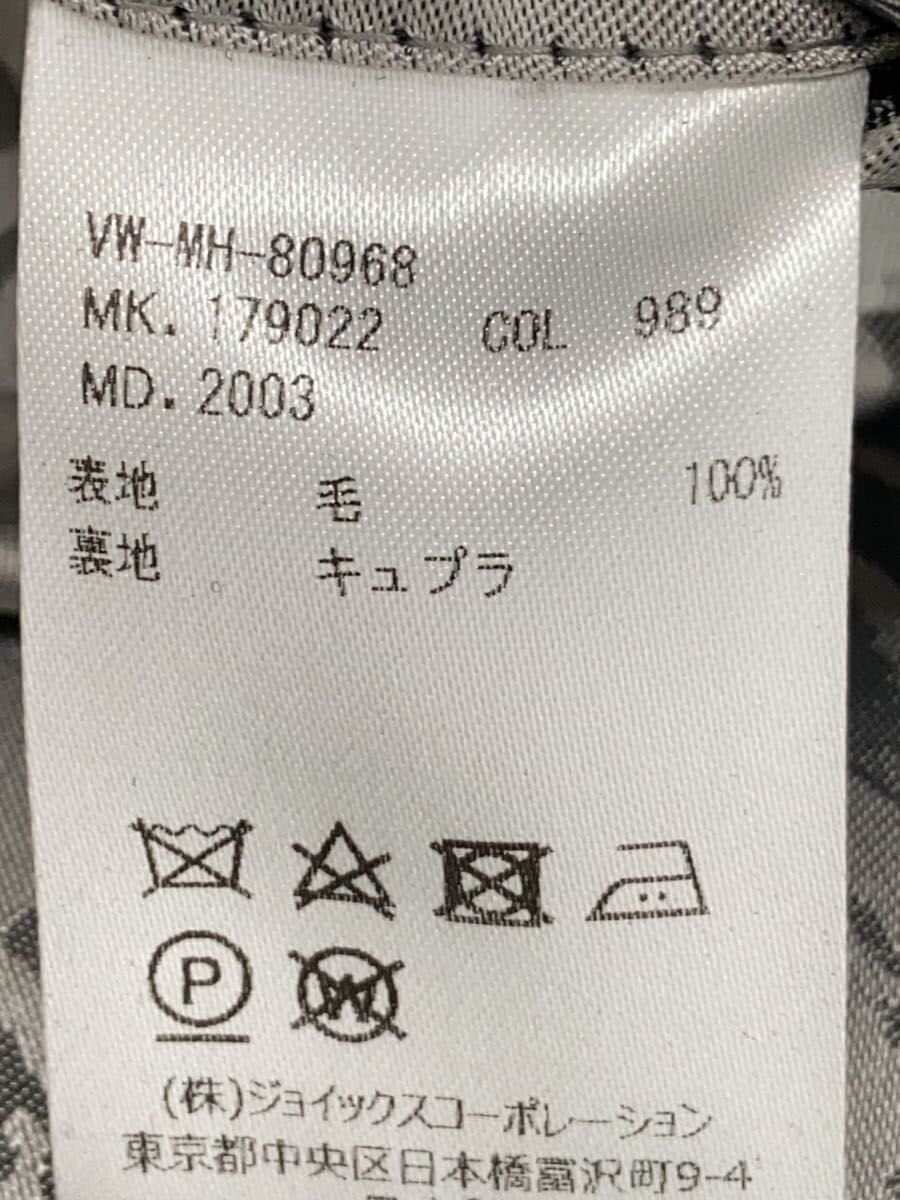 VW-MH-80968
MK. 179022 COL 989
MD. 2003
表地 毛 100%
裏地 キュプラ
P
W
(株)ジョイックスコーポレーション
東京都中央区日本橋富沢町9-4